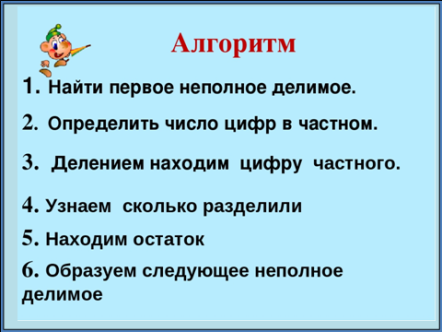 Алгоритм
1. Найти первое неполное делимое.
2. Определить число цифр в частном.
3. Делением находим цифру частного.
4. Узнаем сколько разделили
5. Находим остаток
6. Образуем следующее неполное
делимое